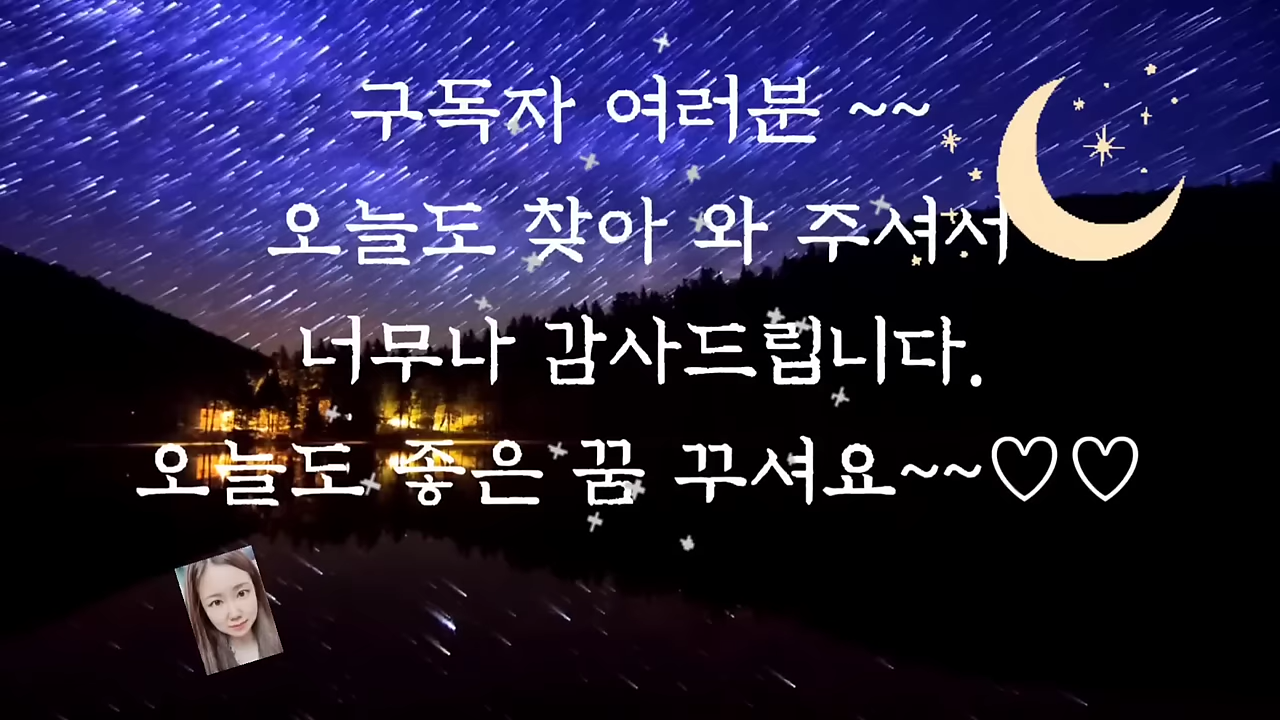 구독자 여러분 ~~
오늘도 찾아 와 주셔서
너무나 감사드립니다.
오늘도 좋은 꿈 꾸셔요~~♡♡